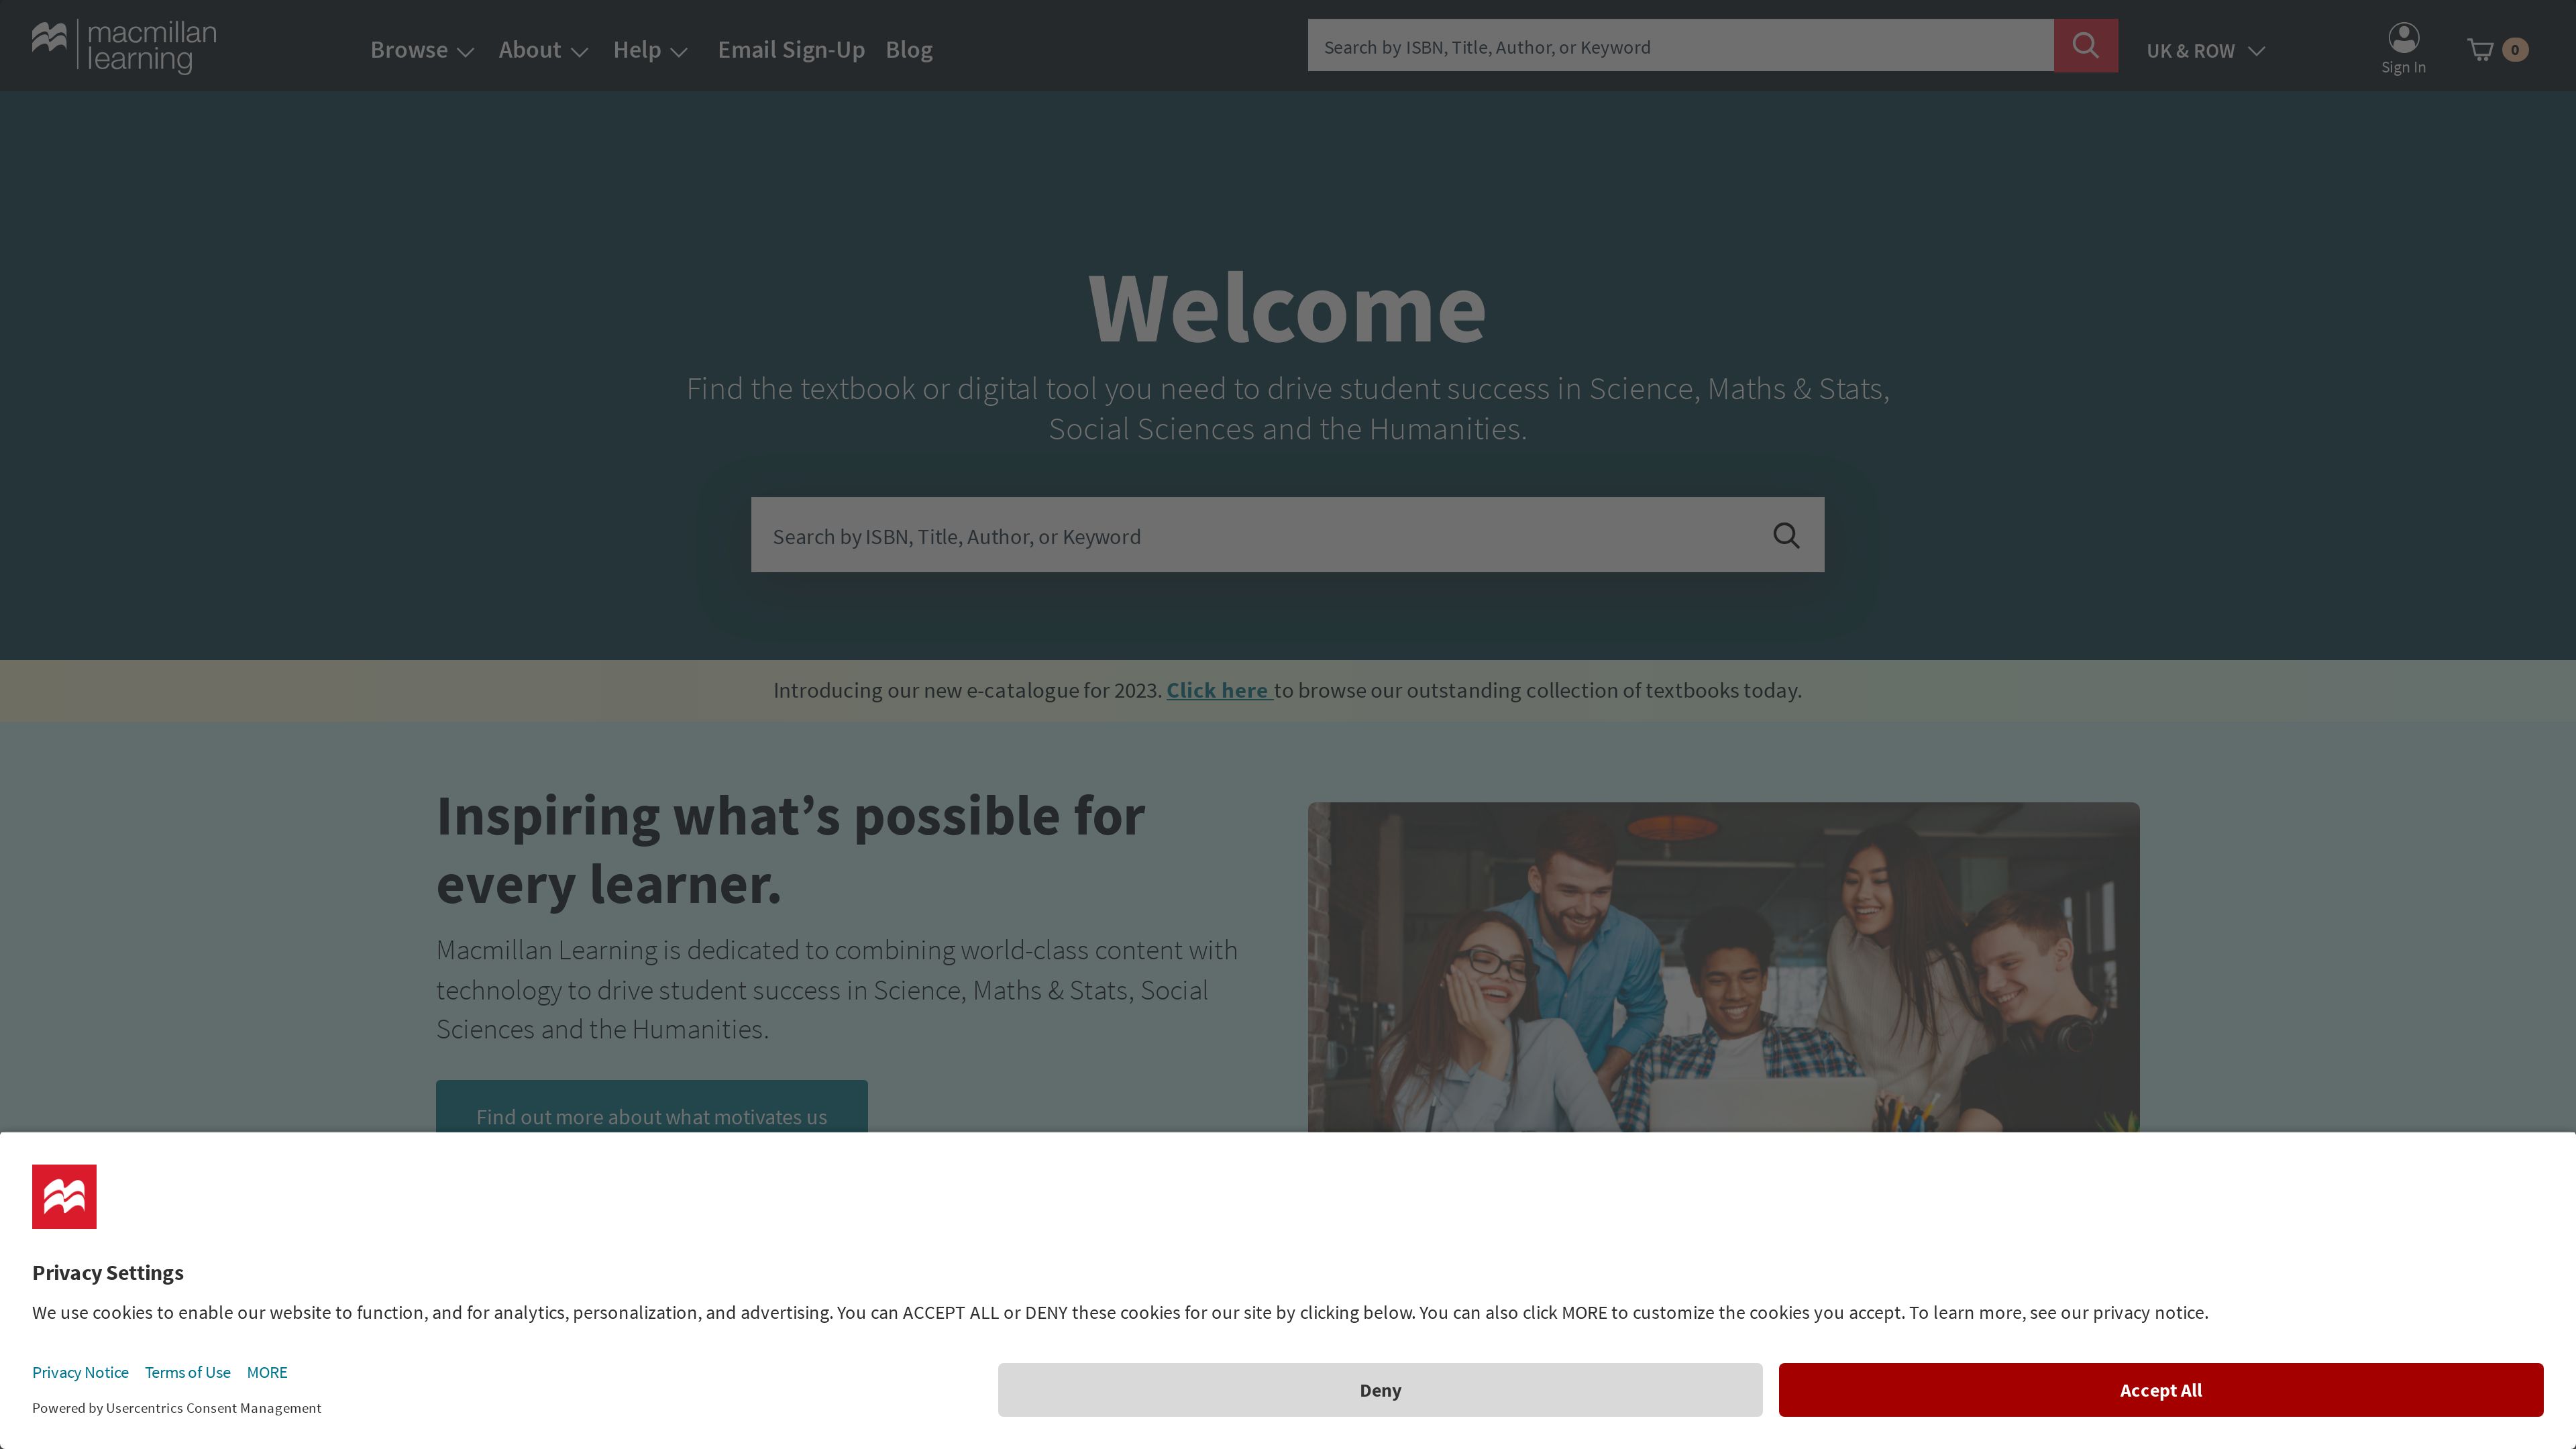 macmillan
learning
Browse
About
Help
Email Sign-Up
Blog
Search by ISBN, Title, Author, or Keyword
UK & ROW
Sign In
0
Welcome
Find the textbook or digital tool you need to drive student success in Science, Maths & Stats,
Social Sciences and the Humanities.
Search by ISBN, Title, Author, or Keyword
Introducing our new e-catalogue for 2023. Click here to browse our outstanding collection of textbooks today.
Inspiring what’s possible for
every learner.
Macmillan Learning is dedicated to combining world-class content with
technology to drive student success in Science, Maths & Stats, Social
Sciences and the Humanities.
Find out more about what motivates us
Privacy Settings
We use cookies to enable our website to function, and for analytics, personalization, and advertising. You can ACCEPT ALL or DENY these cookies for our site by clicking below. You can also click MORE to customize the cookies you accept. To learn more, see our privacy notice.
Privacy Notice
Terms of Use
MORE
Powered by Usercentrics Consent Management
Deny
Accept All